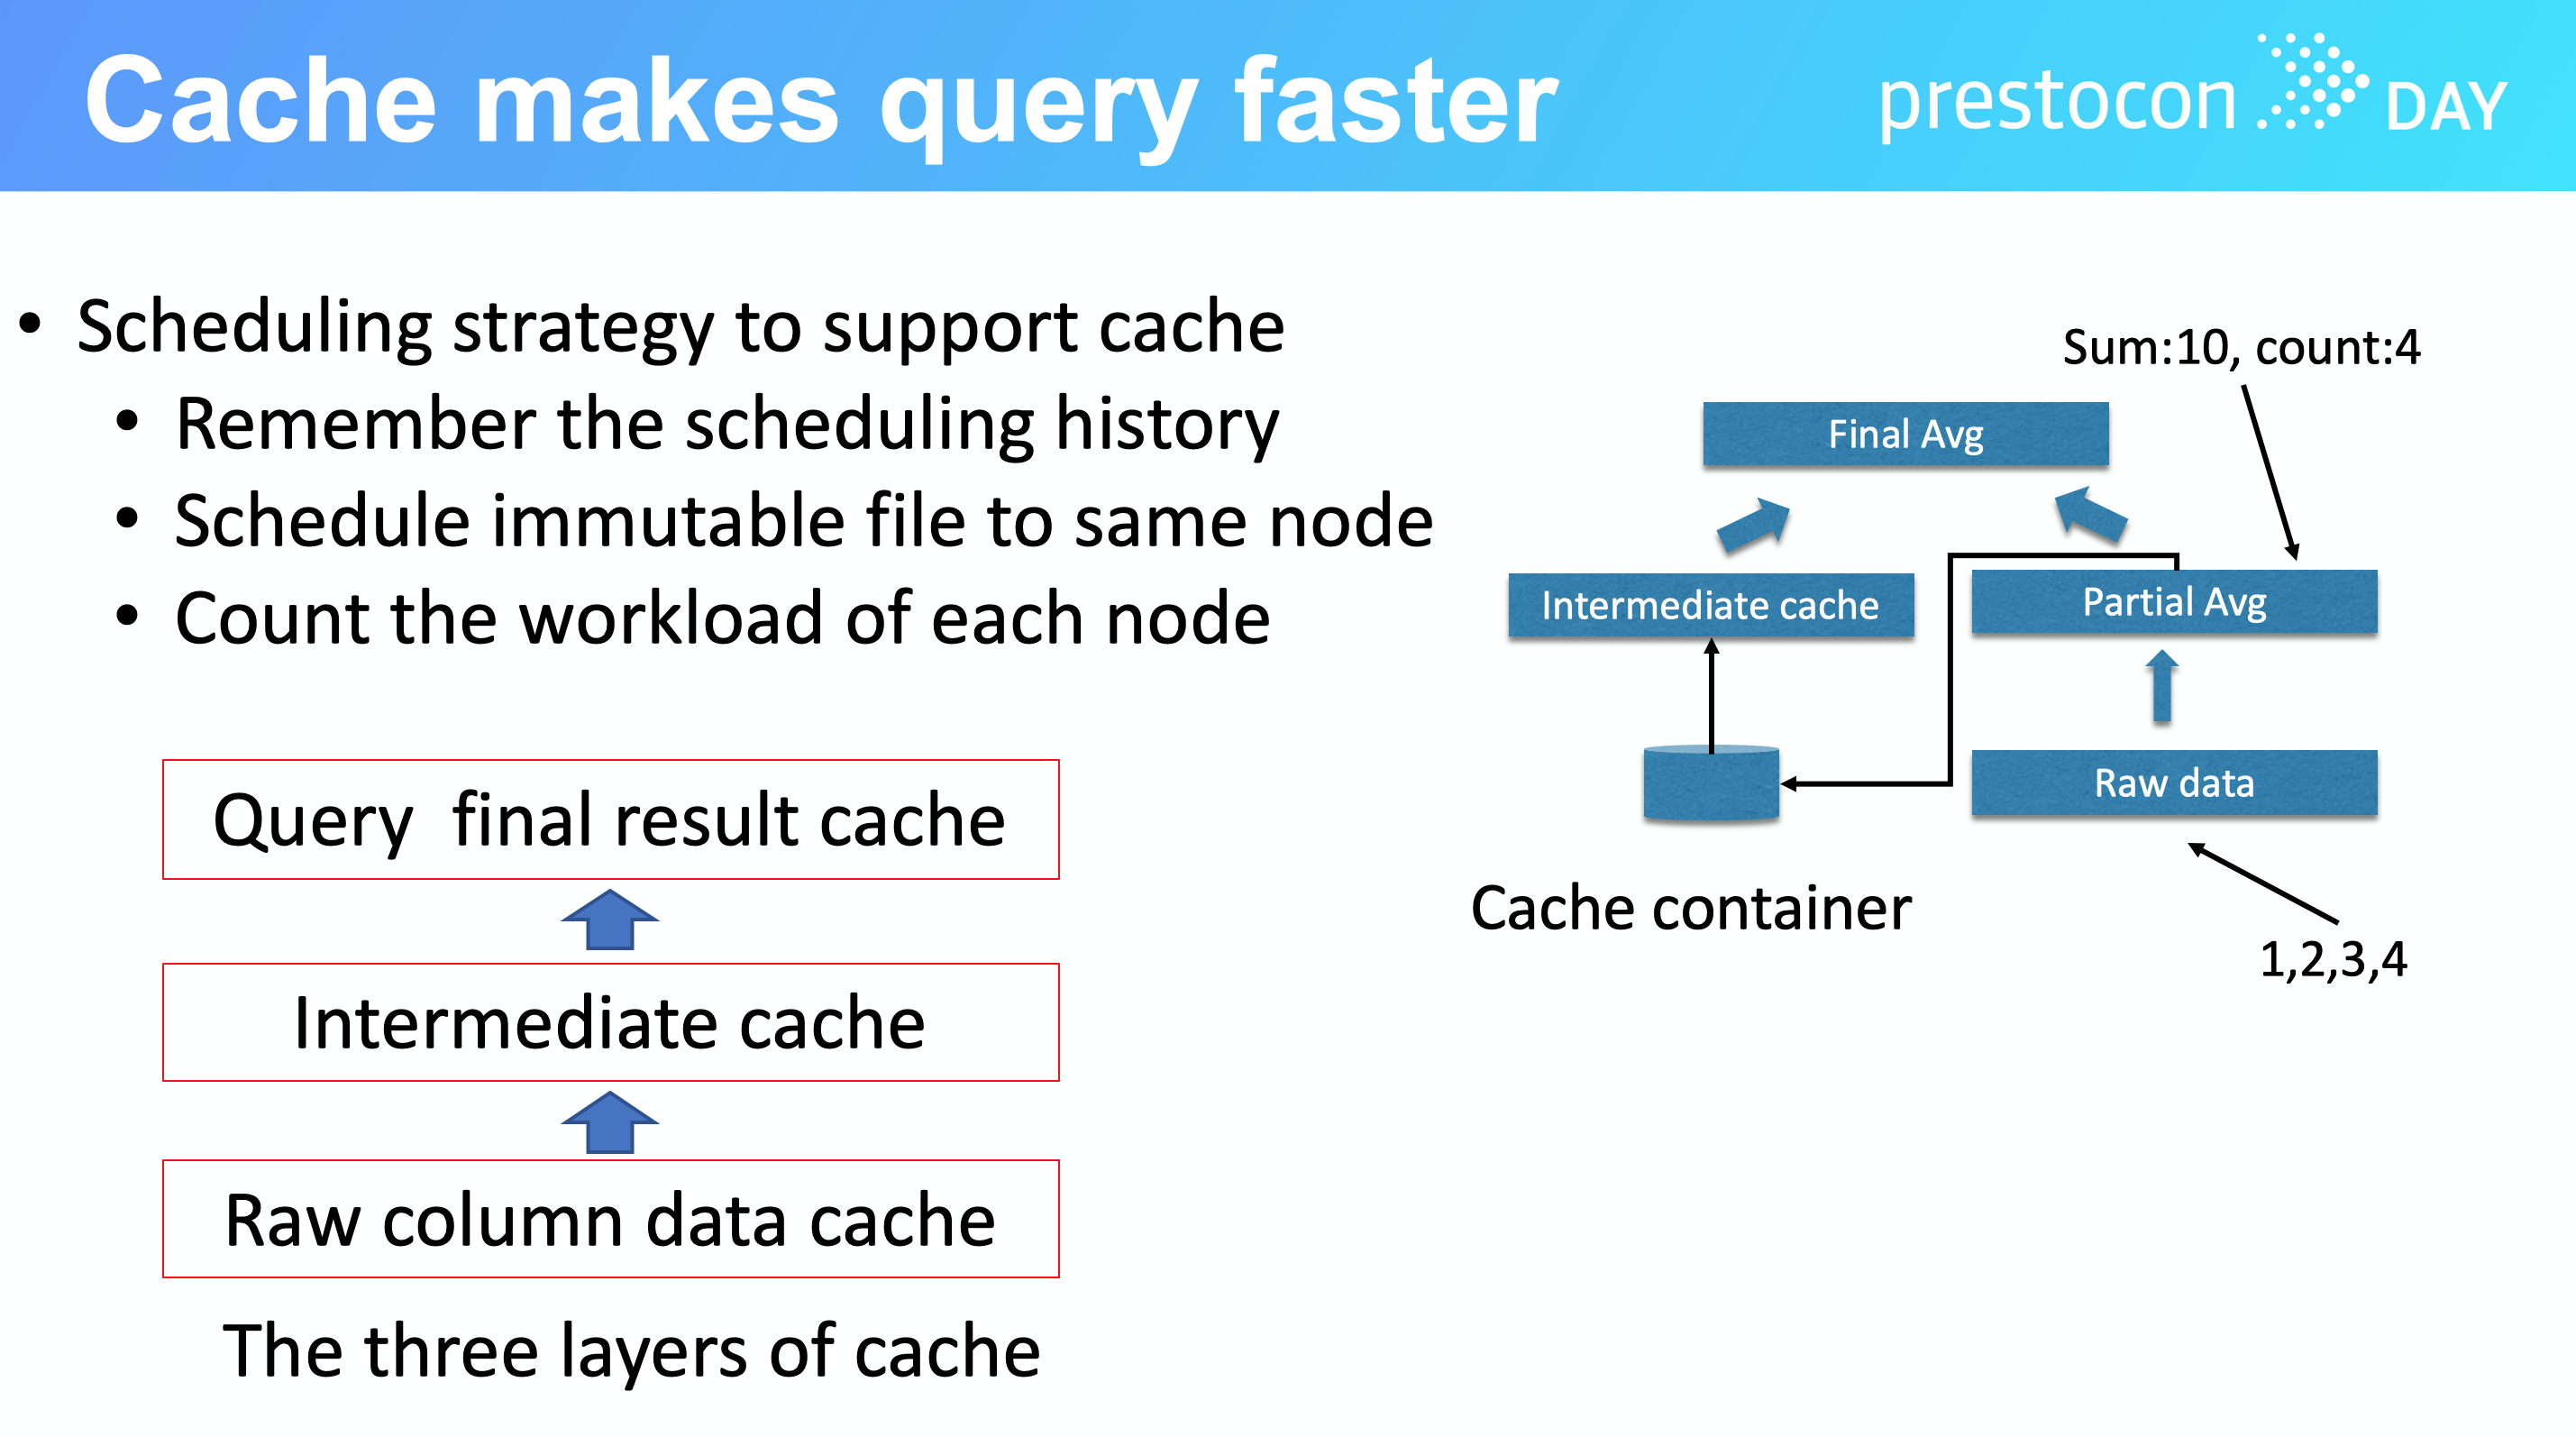 Cache makes query faster
prestocon DAY
• Scheduling strategy to support cache
• Remember the scheduling history
• Schedule immutable file to same node
• Count the workload of each node
Query  final result cache
Intermediate cache
Raw column data cache
The three layers of cache
Sum:10, count:4
Final Avg
Intermediate cache
Partial Avg
Raw data
Cache container
1,2,3,4